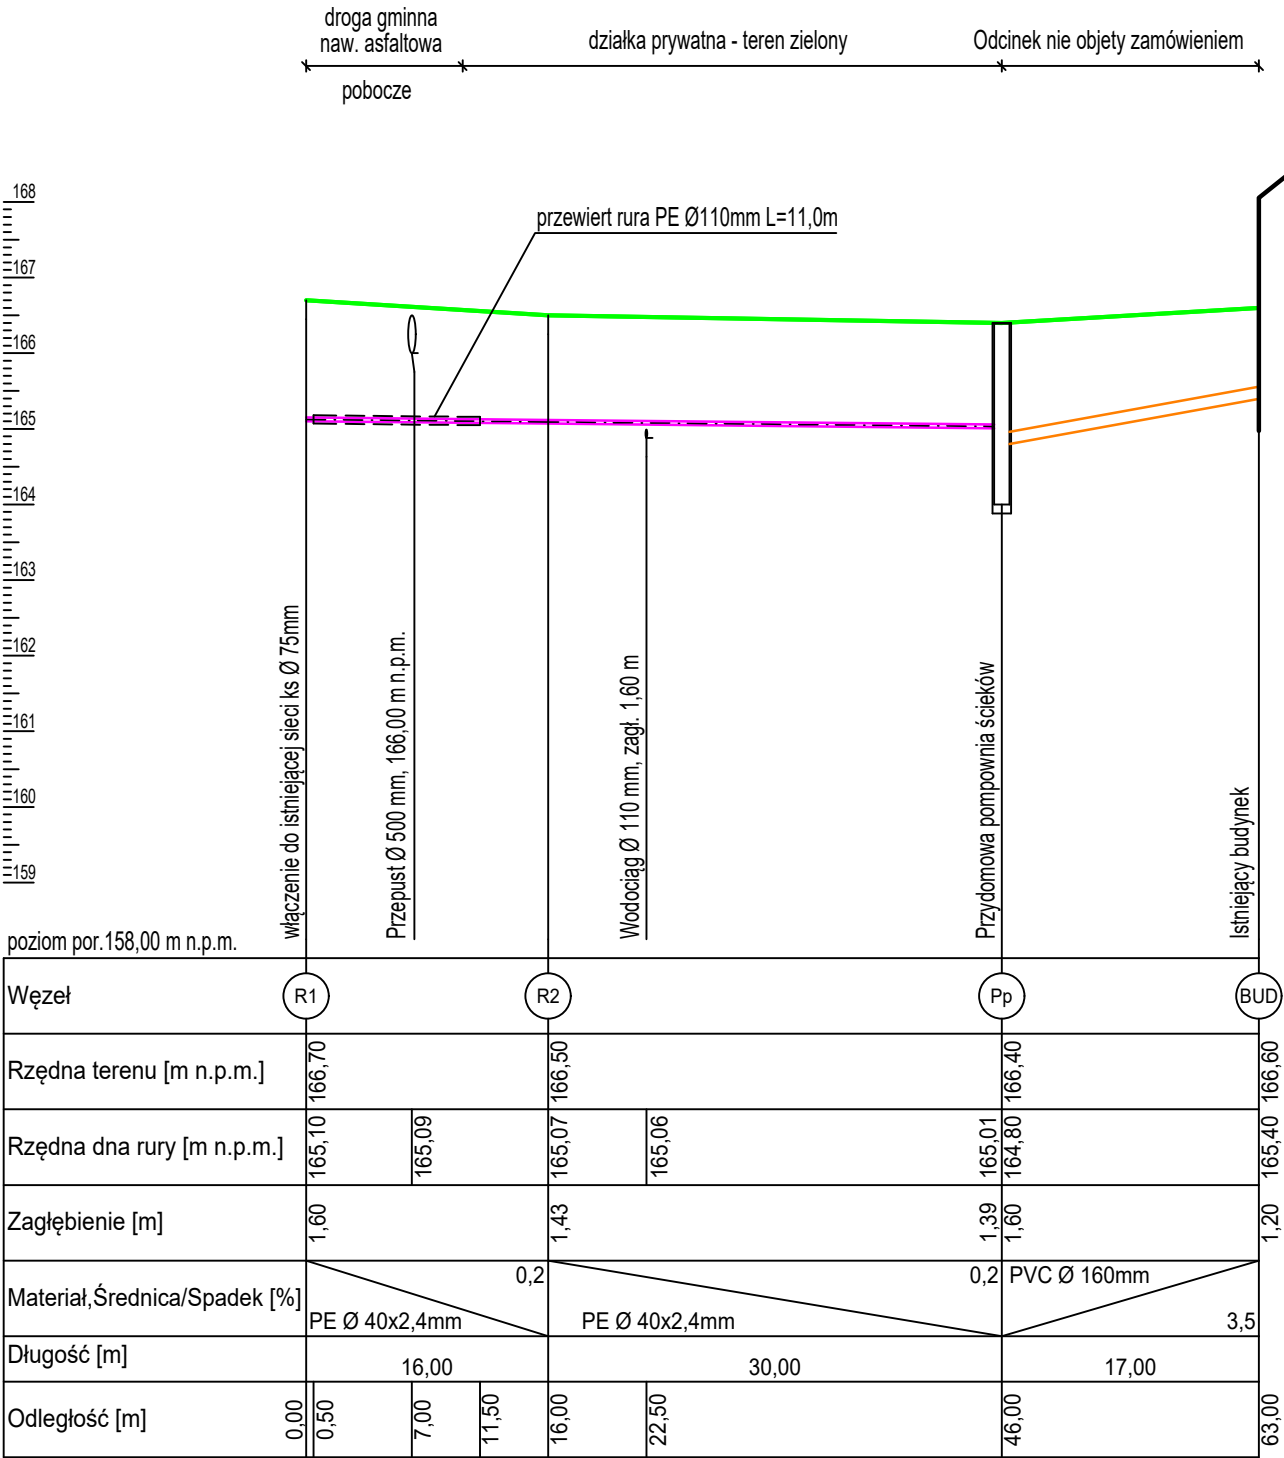 droga gminna
naw. asfaltowa
działka prywatna - teren zielony
Odcinek nie objety zamówieniem
pobocze
168
przewiert rura PE Ø110mm L=11,0m
167
166
165
164
163
162
161
160
159
włączenie do istniejącej sieci ks Ø 75mm
Przepust Ø 500 mm, 166,00 m n.p.m.
Wodociąg Ø 110 mm, zagł. 1,60 m
Przydomowa pompownia ścieków
Istniejący budynek
poziom por.158,00 m n.p.m.
Węzeł
R1
R2
Pp
BUD
Rzędna terenu [m n.p.m.]
166,70
166,50
166,40
166,60
Rzędna dna rury [m n.p.m.]
165,10
165,09
165,07
165,06
165,01
164,80
165,40
Zagłębienie [m]
1,60
1,43
1,39
1,60
1,20
Materiał,Średnica/Spadek [%]
0,2
PE Ø 40x2,4mm
0,2
PE Ø 40x2,4mm
PVC Ø 160mm
3,5
Długość [m]
16,00
30,00
17,00
Odległość [m]
0,00
0,50
7,00
11,50
16,00
22,50
46,00
63,00